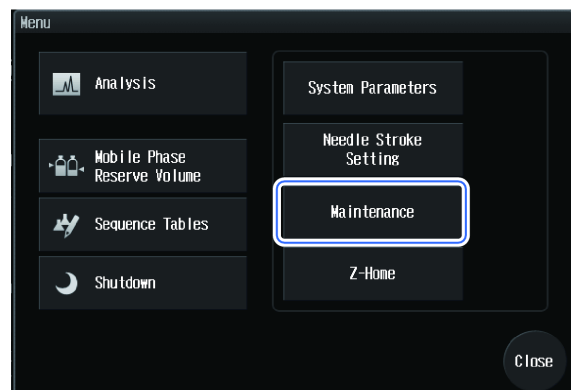 Menu
Analysis
Mobile Phase
Reserve Volume
Sequence Tables
Shutdown
System Parameters
Needle Stroke
Setting
Maintenance
Z-Home
Close